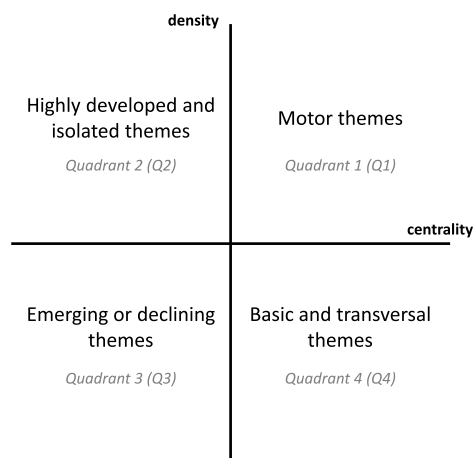 density
Highly developed and
isolated themes
Quadrant 2 (Q2)
Motor themes
Quadrant 1 (Q1)
centrality
Emerging or declining
themes
Quadrant 3 (Q3)
Basic and transversal
themes
Quadrant 4 (Q4)